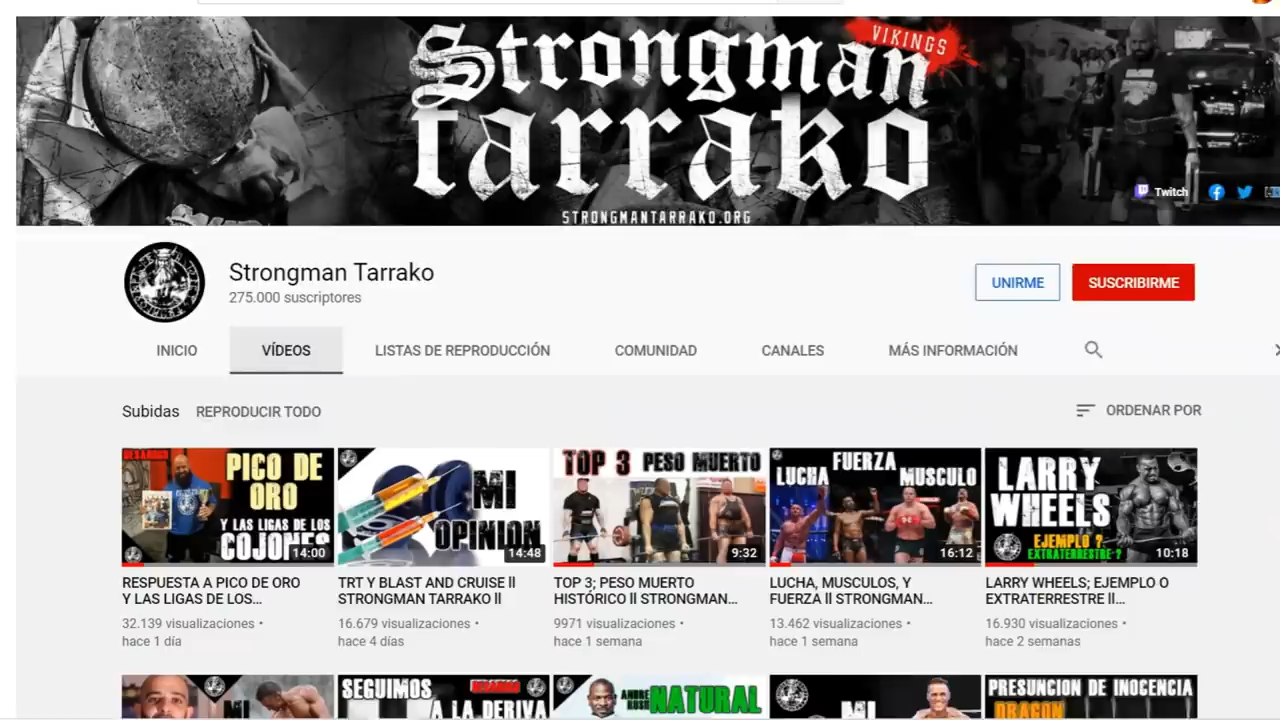 Strongman
VIKINGS
tarrako
STRONGMANTARRAKO.ORG
Twitch
Strongman Tarrako
275.000 suscriptores
UNIRME
SUSCRIBIRME
INICIO
VÍDEOS
LISTAS DE REPRODUCCIÓN
COMUNIDAD
CANALES
MÁS INFORMACIÓN
Subidas
REPRODUCIR TODO
ORDENAR POR
PICO DE
ORO
Y LAS LIGAS DE LOS
COJONES
14:00
RESPUESTA A PICO DE ORO
Y LAS LIGAS DE LOS...
32.139 visualizaciones •
hace 1 día
MI
OPINION
14:48
TRT Y BLAST AND CRUISE ll
STRONGMAN TARRAKO ll
16.679 visualizaciones •
hace 4 días
TOP 3 PESO MUERTO
9:32
TOP 3; PESO MUERTO
HISTÓRICO ll STRONGMAN...
9971 visualizaciones •
hace 1 semana
LUCHA FUERZA MUSCULO
16:12
LUCHA, MUSCULOS, Y
FUERZA ll STRONGMAN...
13.462 visualizaciones •
hace 1 semana
LARRY
WHEELS
EJEMPLO ?
EXTRATERRESTRE ?
10:18
LARRY WHEELS; EJEMPLO O
EXTRATERRESTRE ll...
16.930 visualizaciones •
hace 2 semanas
MI
SEGUIMOS
A LA DERIVA
ANDRE
NATURAL
MI
PRESUNCION DE INOCENCIA
DRAGON